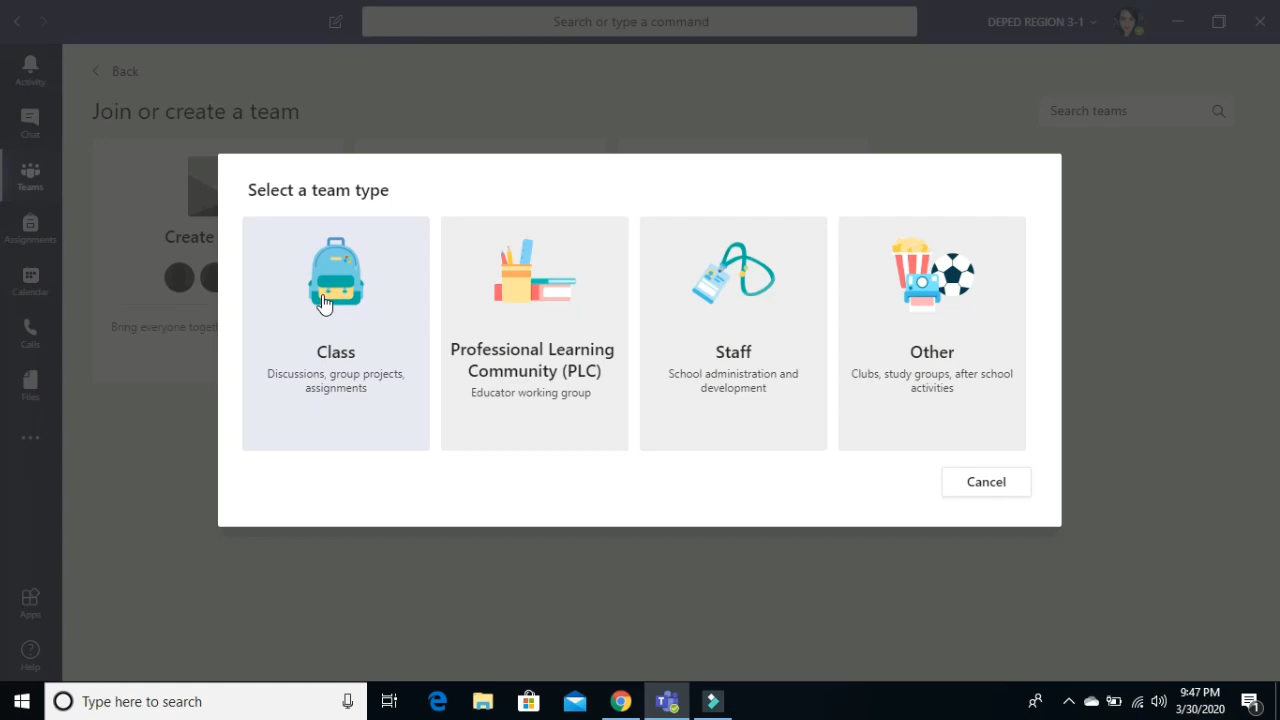 Search or type a command
DEPED REGION 3-1
Activity
Chat
Teams
Assignments
Calendar
Calls
Files
Apps
Help
Back
Join or create a team
Search teams
Create
Bring everyone togeth
Select a team type
Class
Discussions, group projects,
assignments
Professional Learning
Community (PLC)
Educator working group
Staff
School administration and
development
Other
Clubs, study groups, after school
activities
Cancel
Type here to search
9:47 PM
3/30/2020
1